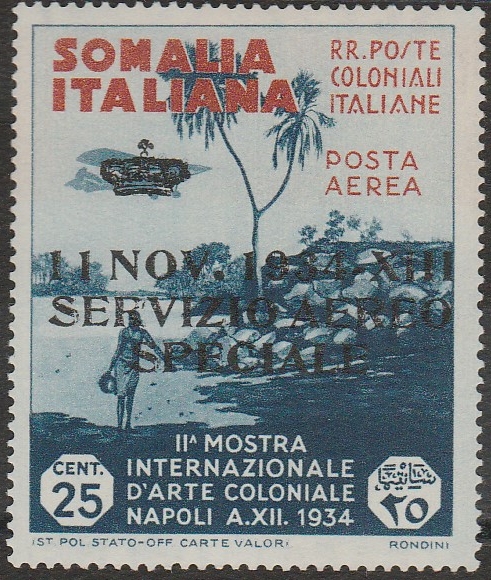 SOMALIA
ITALIANA
RR. POSTE
COLONIALI
ITALIANE
POSTA
AEREA
11 NOV. 1934-XIII
SERVIZIO AEREO
SPECIALE
IIᴬ MOSTRA
INTERNAZIONALE
D'ARTE COLONIALE
NAPOLI A.XII. 1934
CENT.
25
٢٥
IST POL STATO-OFF CARTE VALORI
RONDINI